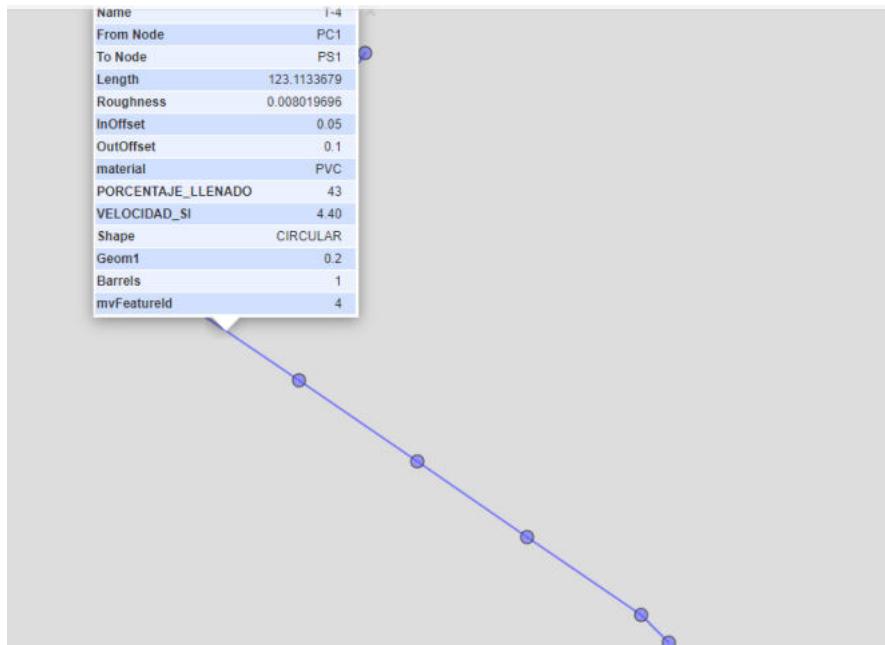 Name T-4
From Node PC1
To Node PS1
Length 123.1133679
Roughness 0.008019696
InOffset 0.05
OutOffset 0.1
material PVC
PORCENTAJE_LLENADO 43
VELOCIDAD_SI 4.40
Shape CIRCULAR
Geom1 0.2
Barrels 1
mvFeatureId 4